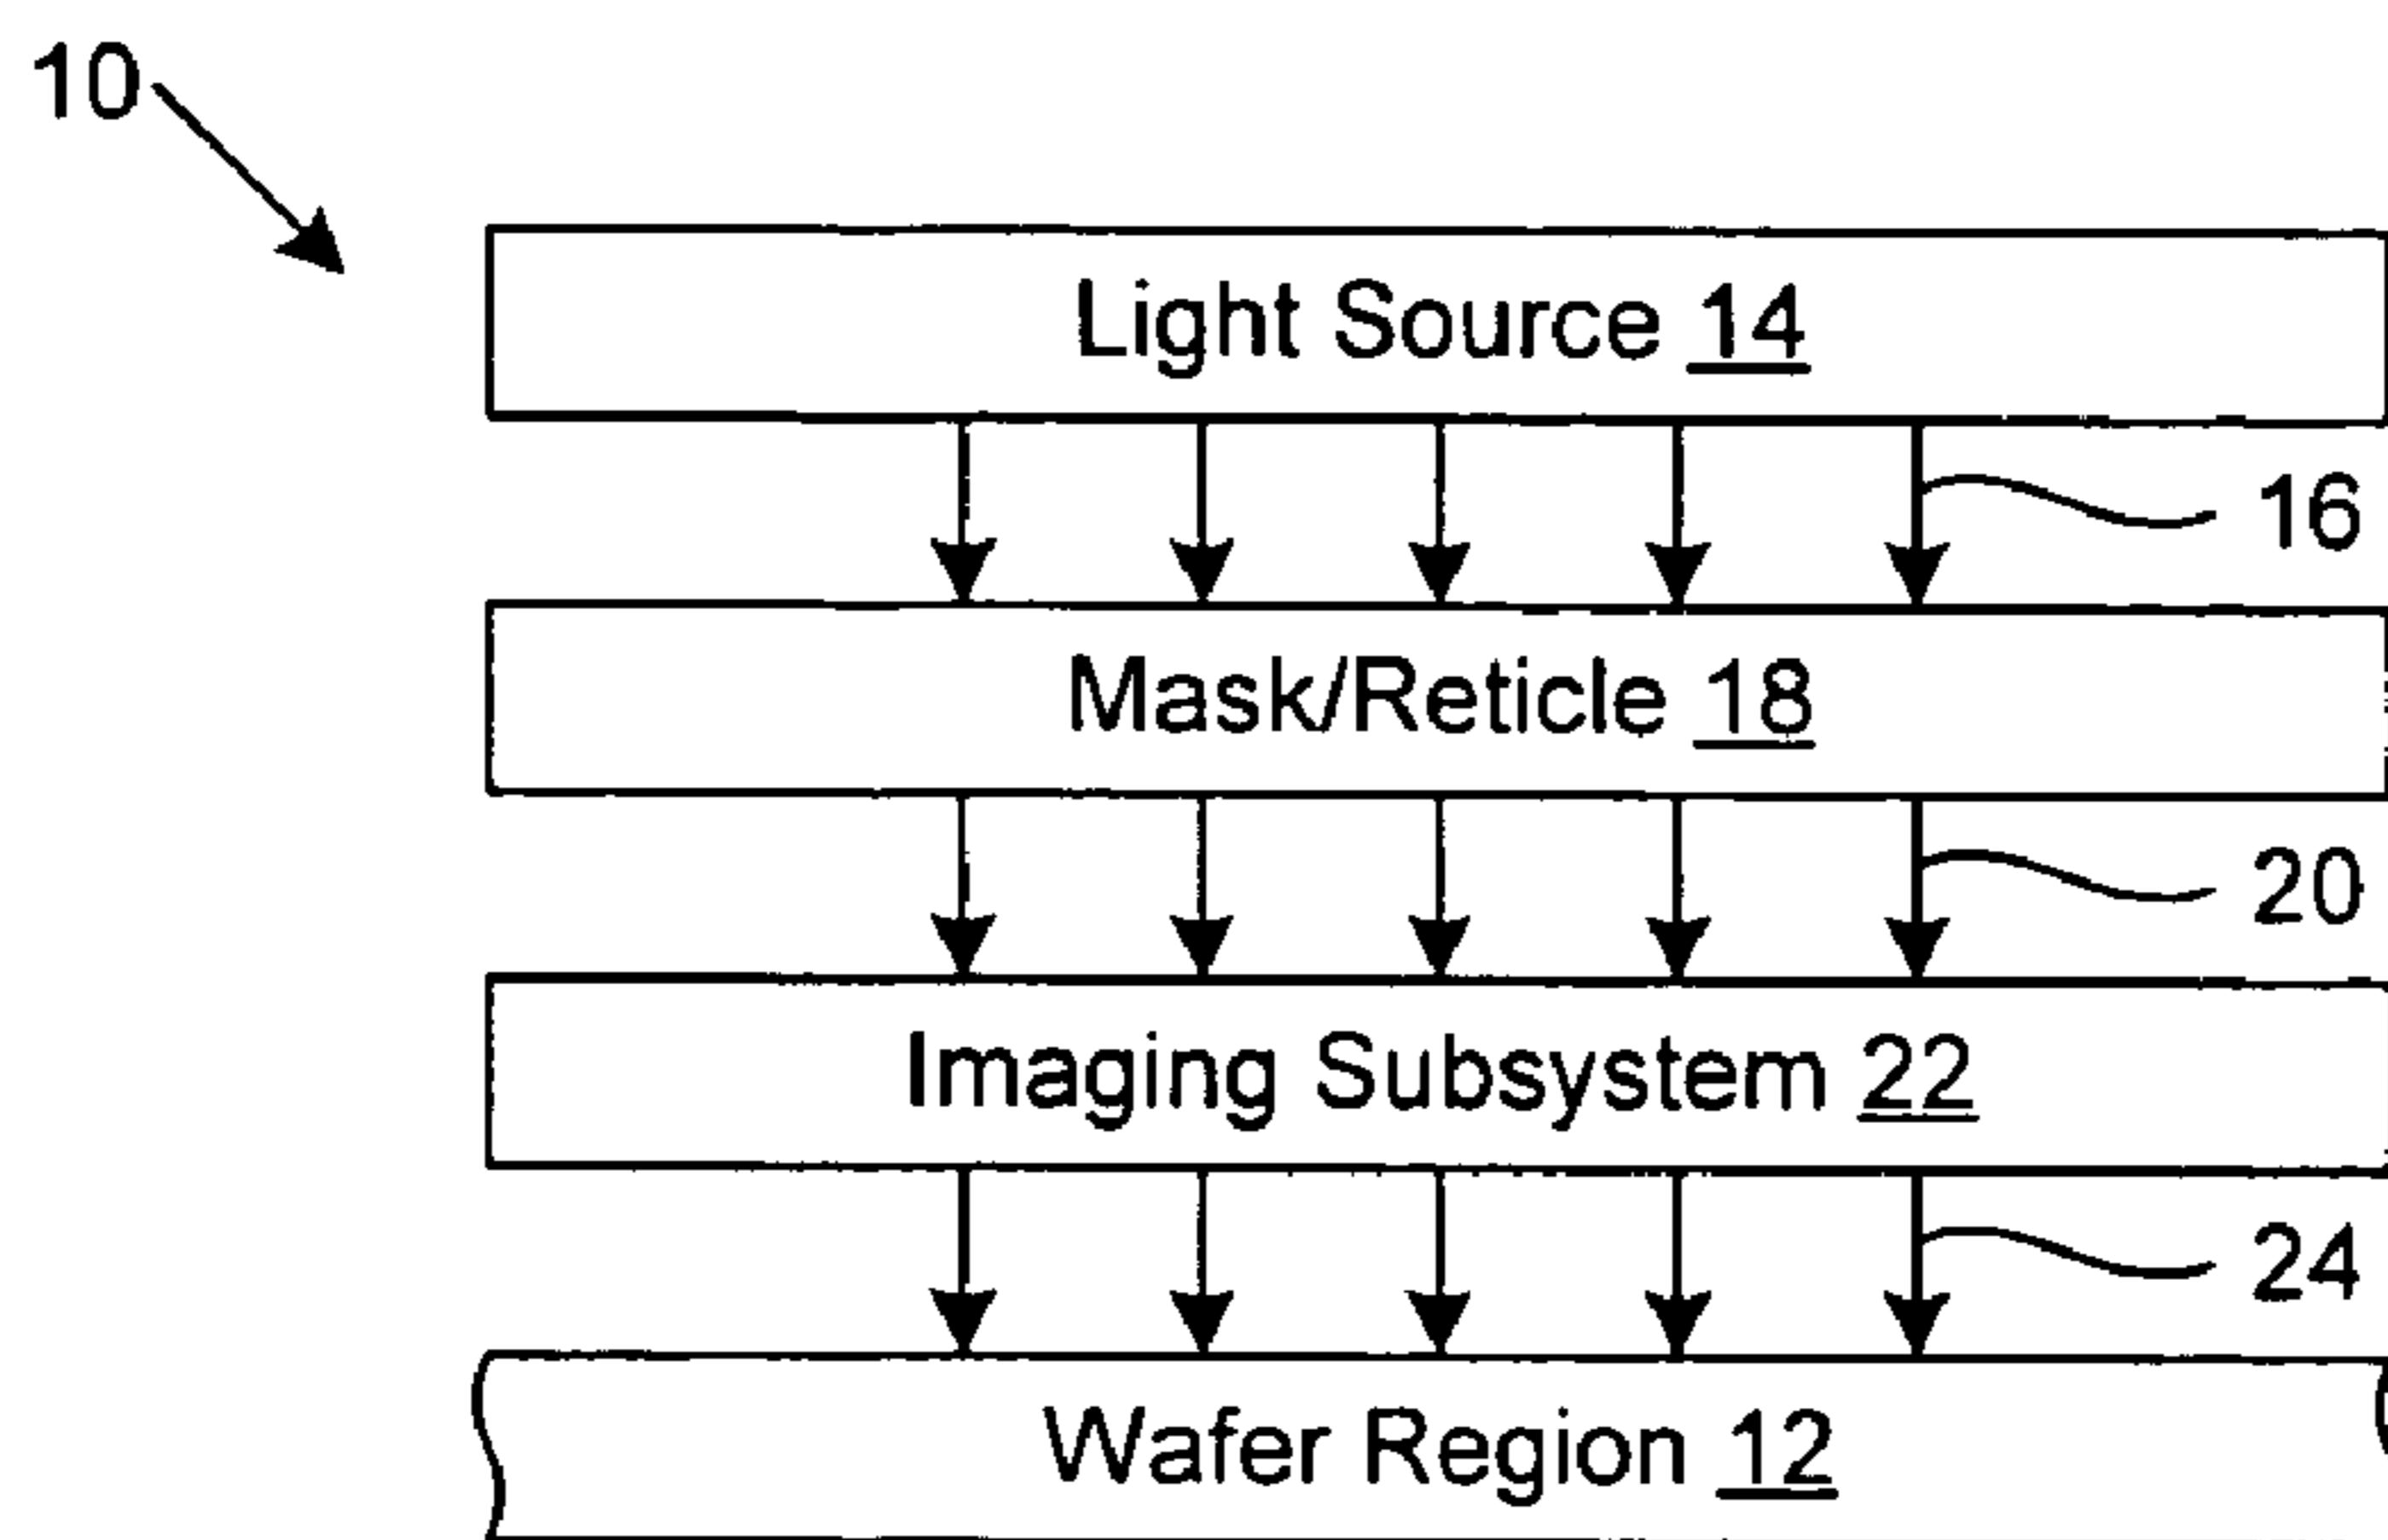 10
Light Source 14
16
Mask/Reticle 18
20
Imaging Subsystem 22
24
Wafer Region 12